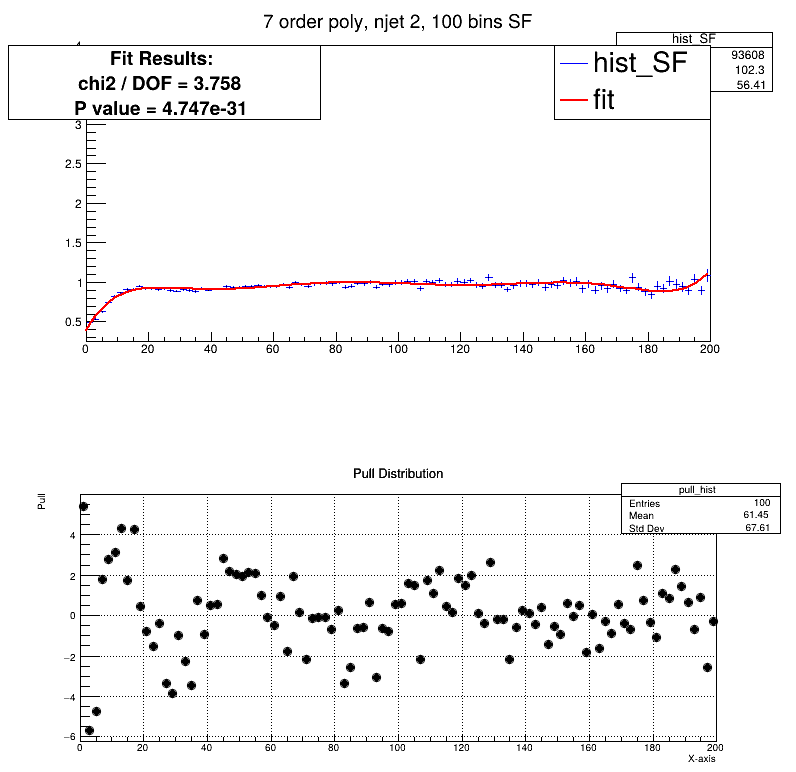 7 order poly, njet 2, 100 bins SF
hist_SF
93608
102.3
56.41
Fit Results:
chi2 / DOF = 3.758
P value = 4.747e-31
hist_SF
fit
3
2.5
2
1.5
1
0.5
0 20 40 60 80 100 120 140 160 180 200
Pull Distribution
pull_hist
Entries 100
Mean 61.45
Std Dev 67.61
Pull
4
2
0
−2
−4
−6
0 20 40 60 80 100 120 140 160 180 200
X-axis